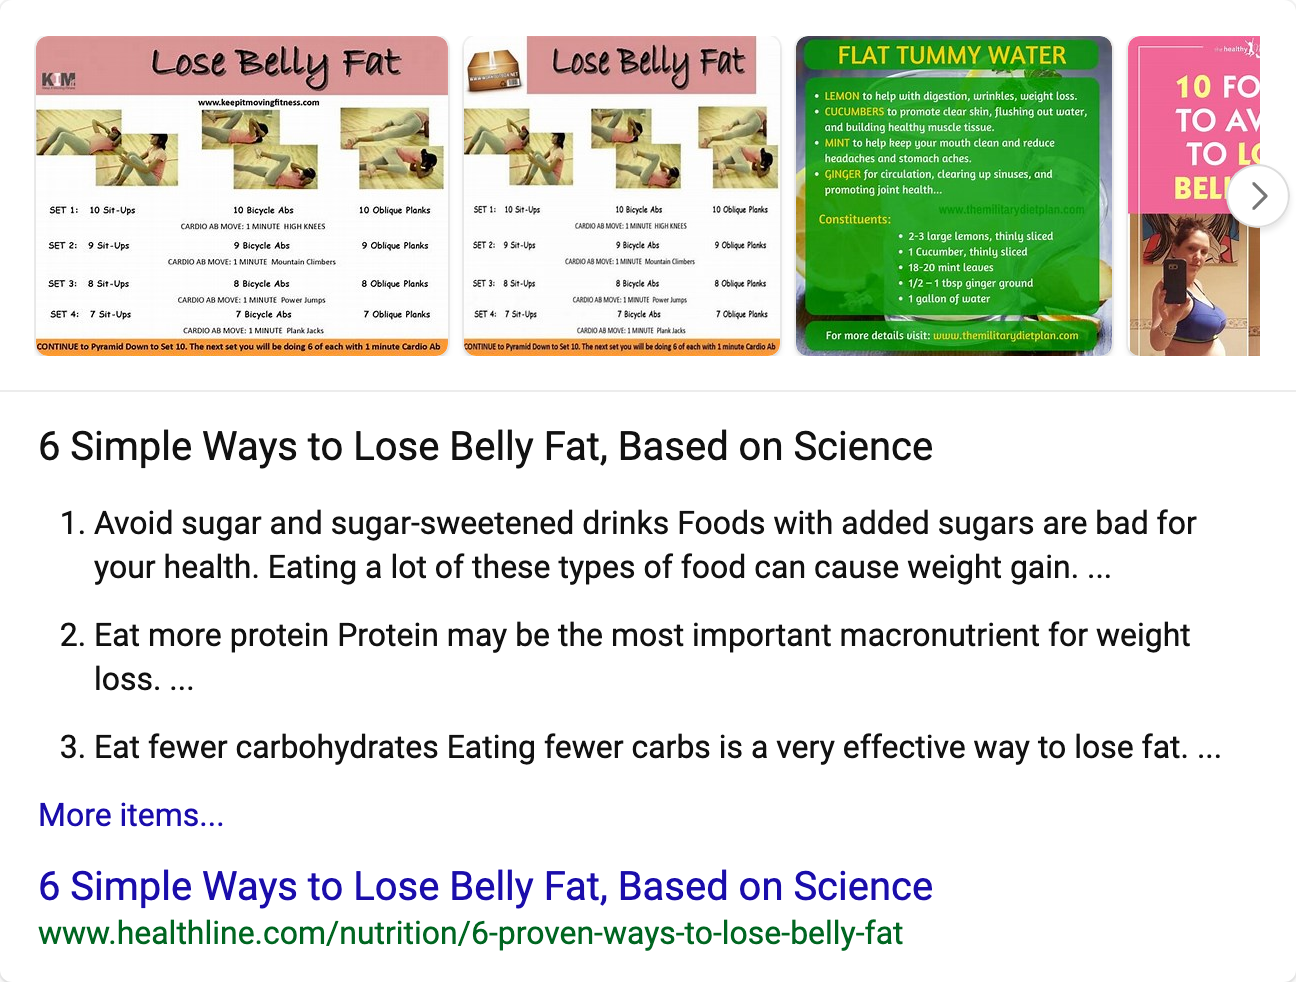 Lose Belly Fat
KIM
www.keepitmovingfitness.com
SET 1: 10 Sit-Ups 10 Bicycle Abs 10 Oblique Planks
CARDIO AB MOVE: 1 MINUTE HIGH KNEES
SET 2: 9 Sit-Ups 9 Bicycle Abs 9 Oblique Planks
CARDIO AB MOVE: 1 MINUTE Mountain Climbers
SET 3: 8 Sit-Ups 8 Bicycle Abs 8 Oblique Planks
CARDIO AB MOVE: 1 MINUTE Power Jumps
SET 4: 7 Sit-Ups 7 Bicycle Abs 7 Oblique Planks
CARDIO AB MOVE: 1 MINUTE Plank Jacks
CONTINUE to Pyramid Down to Set 10. The next set you will be doing 6 of each with 1 minute Cardio Ab
Lose Belly Fat
SET 1: 10 Sit-Ups 10 Bicycle Abs 10 Oblique Planks
CARDIO AB MOVE: 1 MINUTE HIGH KNEES
SET 2: 9 Sit-Ups 9 Bicycle Abs 9 Oblique Planks
CARDIO AB MOVE: 1 MINUTE Mountain Climbers
SET 3: 8 Sit-Ups 8 Bicycle Abs 8 Oblique Planks
CARDIO AB MOVE: 1 MINUTE Power Jumps
SET 4: 7 Sit-Ups 7 Bicycle Abs 7 Oblique Planks
CARDIO AB MOVE: 1 MINUTE Plank Jacks
CONTINUE to Pyramid Down to Set 10. The next set you will be doing 6 of each with 1 minute Cardio Ab
FLAT TUMMY WATER
• LEMON to help with digestion, wrinkles, weight loss.
• CUCUMBERS to promote clear skin, flushing out water,
and building healthy muscle tissue.
• MINT to help keep your mouth clean and reduce
headaches and stomach aches.
• GINGER for circulation, clearing up sinuses, and
promoting joint health...
www.themilitarydietplan.com
Constituents:
• 2-3 large lemons, thinly sliced
• 1 Cucumber, thinly sliced
• 18-20 mint leaves
• 1/2 – 1 tbsp ginger ground
• 1 gallon of water
For more details visit: www.themilitarydietplan.com
the healthy
10 FO
TO AV
TO LO
BELL
6 Simple Ways to Lose Belly Fat, Based on Science
1. Avoid sugar and sugar-sweetened drinks Foods with added sugars are bad for
your health. Eating a lot of these types of food can cause weight gain. ...
2. Eat more protein Protein may be the most important macronutrient for weight
loss. ...
3. Eat fewer carbohydrates Eating fewer carbs is a very effective way to lose fat. ...
More items...
6 Simple Ways to Lose Belly Fat, Based on Science
www.healthline.com/nutrition/6-proven-ways-to-lose-belly-fat